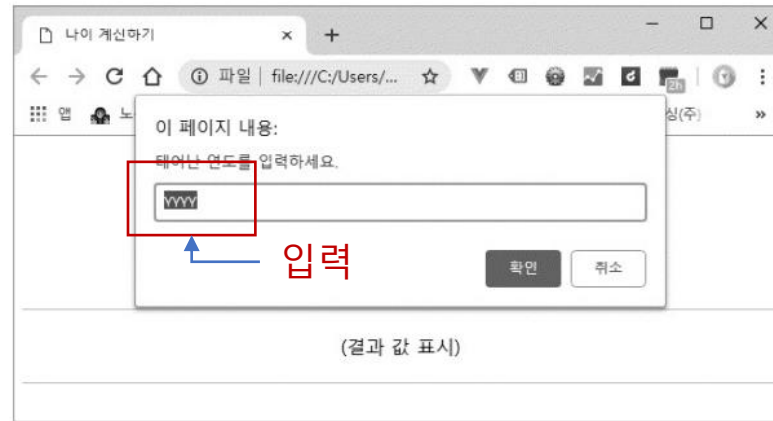 나이 계산하기
파일 | file:///C:/Users/...
앱 노 싱(주) »
이 페이지 내용:
태어난 연도를 입력하세요.
YYYY
입력
확인 취소
(결과 값 표시)